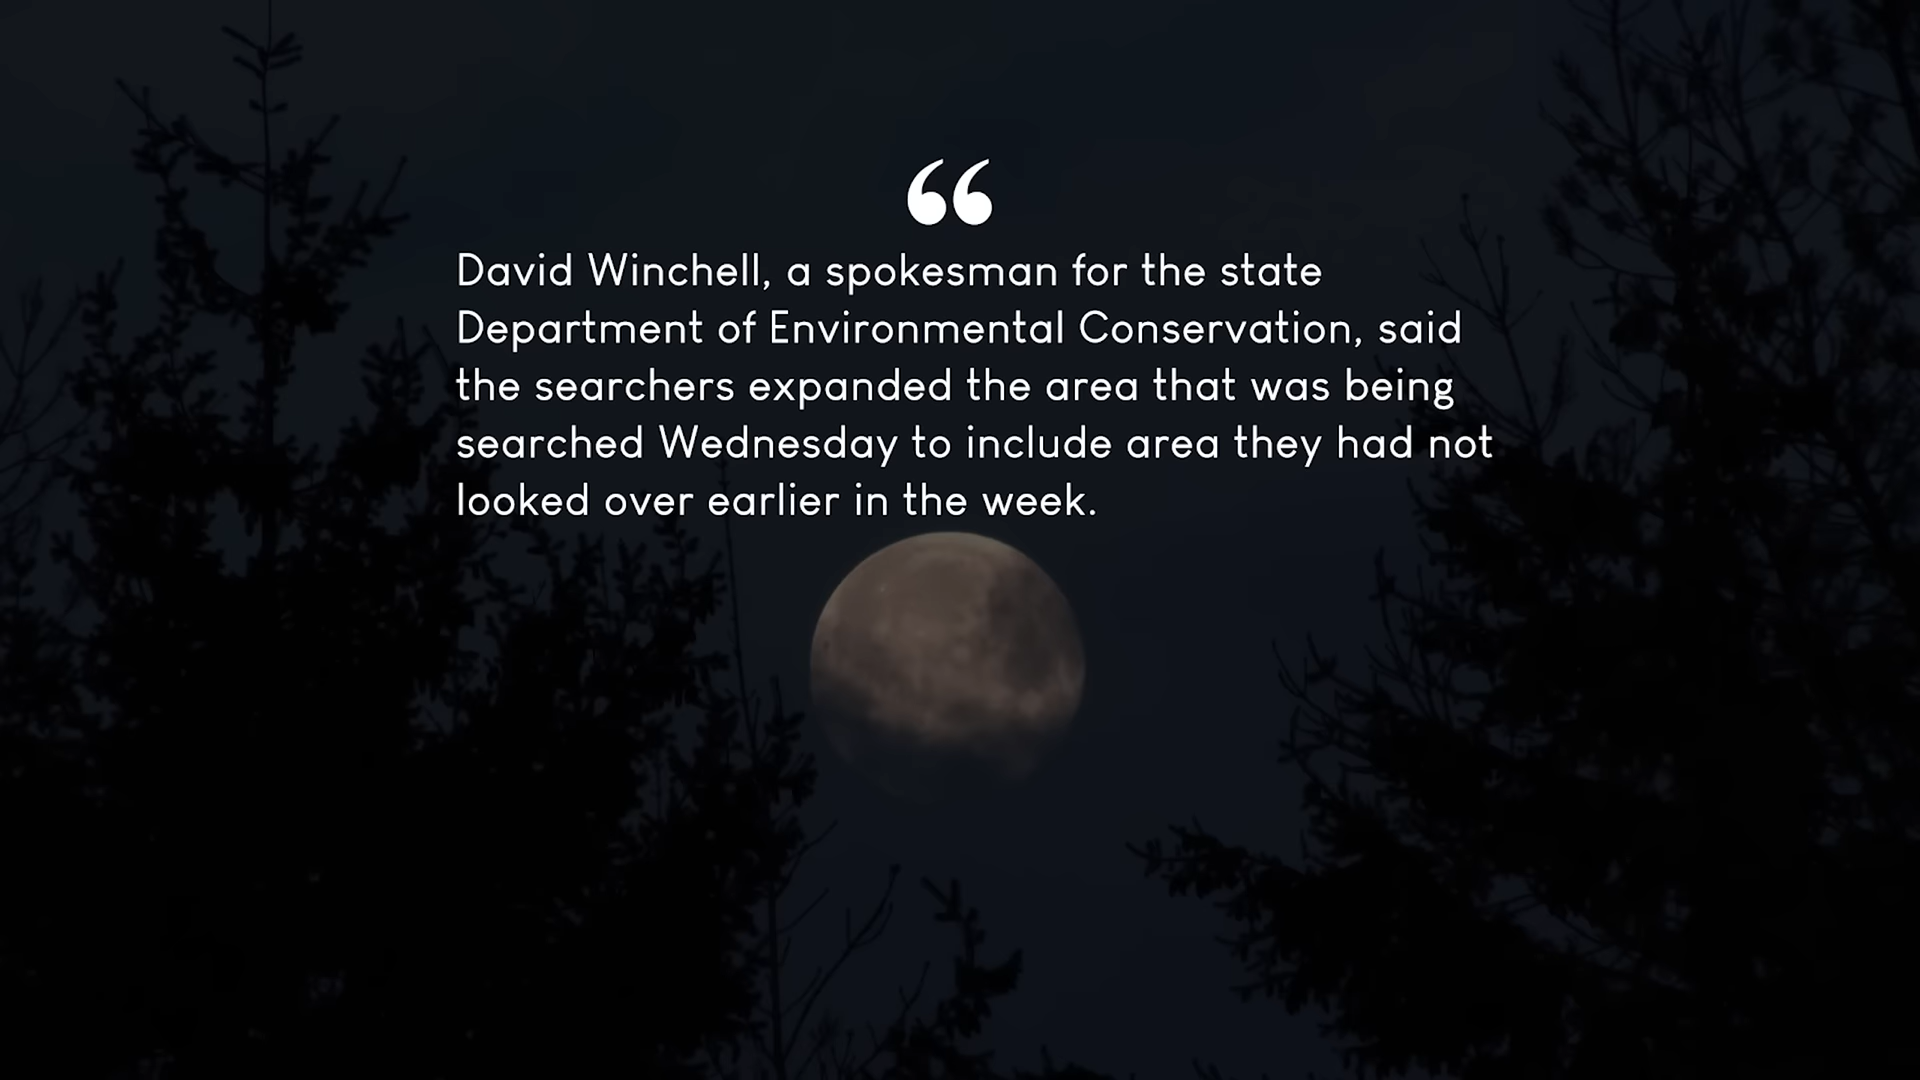 “
David Winchell, a spokesman for the state
Department of Environmental Conservation, said
the searchers expanded the area that was being
searched Wednesday to include area they had not
looked over earlier in the week.